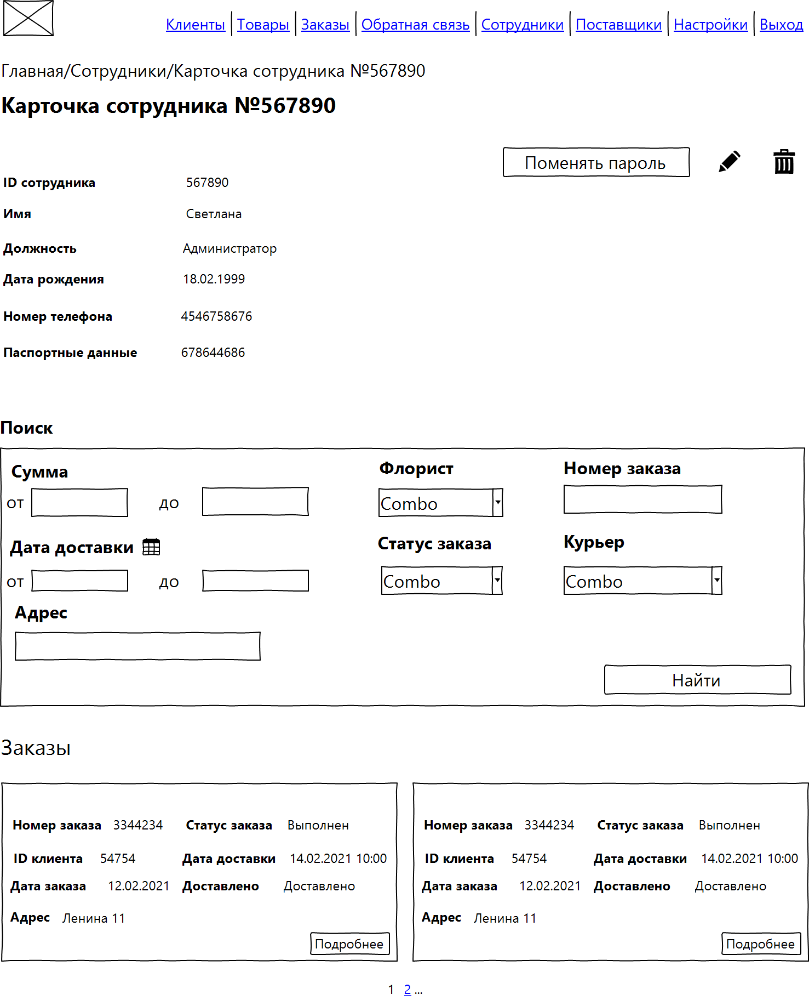 Клиенты Товары Заказы Обратная связь Сотрудники Поставщики Настройки Выход
Главная/Сотрудники/Карточка сотрудника №567890
Карточка сотрудника №567890
Поменять пароль
ID сотрудника 567890
Имя Светлана
Должность Администратор
Дата рождения 18.02.1999
Номер телефона 4546758676
Паспортные данные 678644686
Поиск
Сумма Флорист Номер заказа
от до Combo
Дата доставки Статус заказа Курьер
от до Combo Combo
Адрес
Найти
Заказы
Номер заказа 3344234 Статус заказа Выполнен
ID клиента 54754 Дата доставки 14.02.2021 10:00
Дата заказа 12.02.2021 Доставлено Доставлено
Адрес Ленина 11
Подробнее
Номер заказа 3344234 Статус заказа Выполнен
ID клиента 54754 Дата доставки 14.02.2021 10:00
Дата заказа 12.02.2021 Доставлено Доставлено
Адрес Ленина 11
Подробнее
1 2 ...